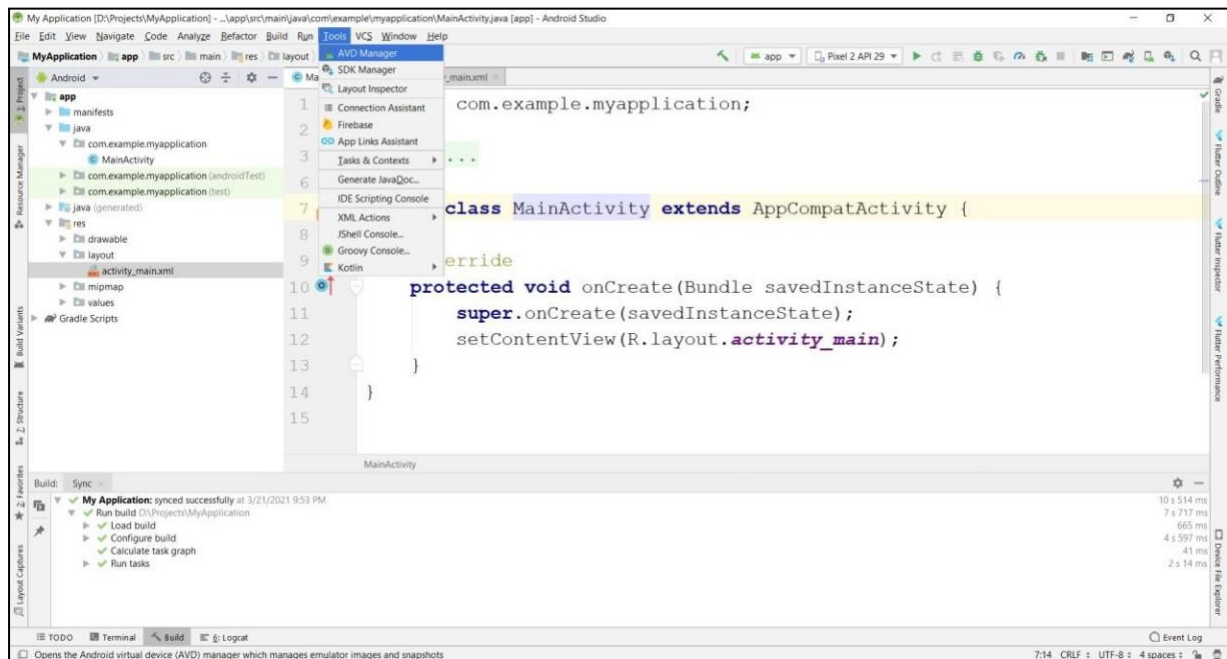 My Application [D:\Projects\MyApplication] - ...\app\src\main\java\com\example\myapplication\MainActivity.java [app] - Android Studio
File Edit View Navigate Code Analyze Refactor Build Run Tools VCS Window Help
MyApplication app src main res layout
app Pixel 2 API 29
AVD Manager
SDK Manager
Layout Inspector
Connection Assistant
Firebase
App Links Assistant
Tasks & Contexts
Generate JavaDoc...
IDE Scripting Console
XML Actions
JShell Console...
Groovy Console...
Kotlin
1: Project
Resource Manager
Build Variants
Z: Structure
2: Favorites
Layout Captures
Android
app
manifests
java
com.example.myapplication
MainActivity
com.example.myapplication (androidTest)
com.example.myapplication (test)
java (generated)
res
drawable
layout
activity_main.xml
mipmap
values
Gradle Scripts
Ma
_main.xml
1 com.example.myapplication;
2
3 ...
6
7 class MainActivity extends AppCompatActivity {
8
9 erride
10 protected void onCreate(Bundle savedInstanceState) {
11 super.onCreate(savedInstanceState);
12 setContentView(R.layout.activity_main);
13 }
14 }
15
MainActivity
Gradle
Flutter Outline
Flutter Inspector
Flutter Performance
Device File Explorer
Build: Sync
My Application: synced successfully at 3/21/2021 9:53 PM 10 s 514 ms
Run build D:\Projects\MyApplication 7 s 717 ms
Load build 665 ms
Configure build 4 s 597 ms
Calculate task graph 41 ms
Run tasks 2 s 14 ms
TODO Terminal Build 6: Logcat Event Log
Opens the Android virtual device (AVD) manager which manages emulator images and snapshots 7:14 CRLF UTF-8 4 spaces